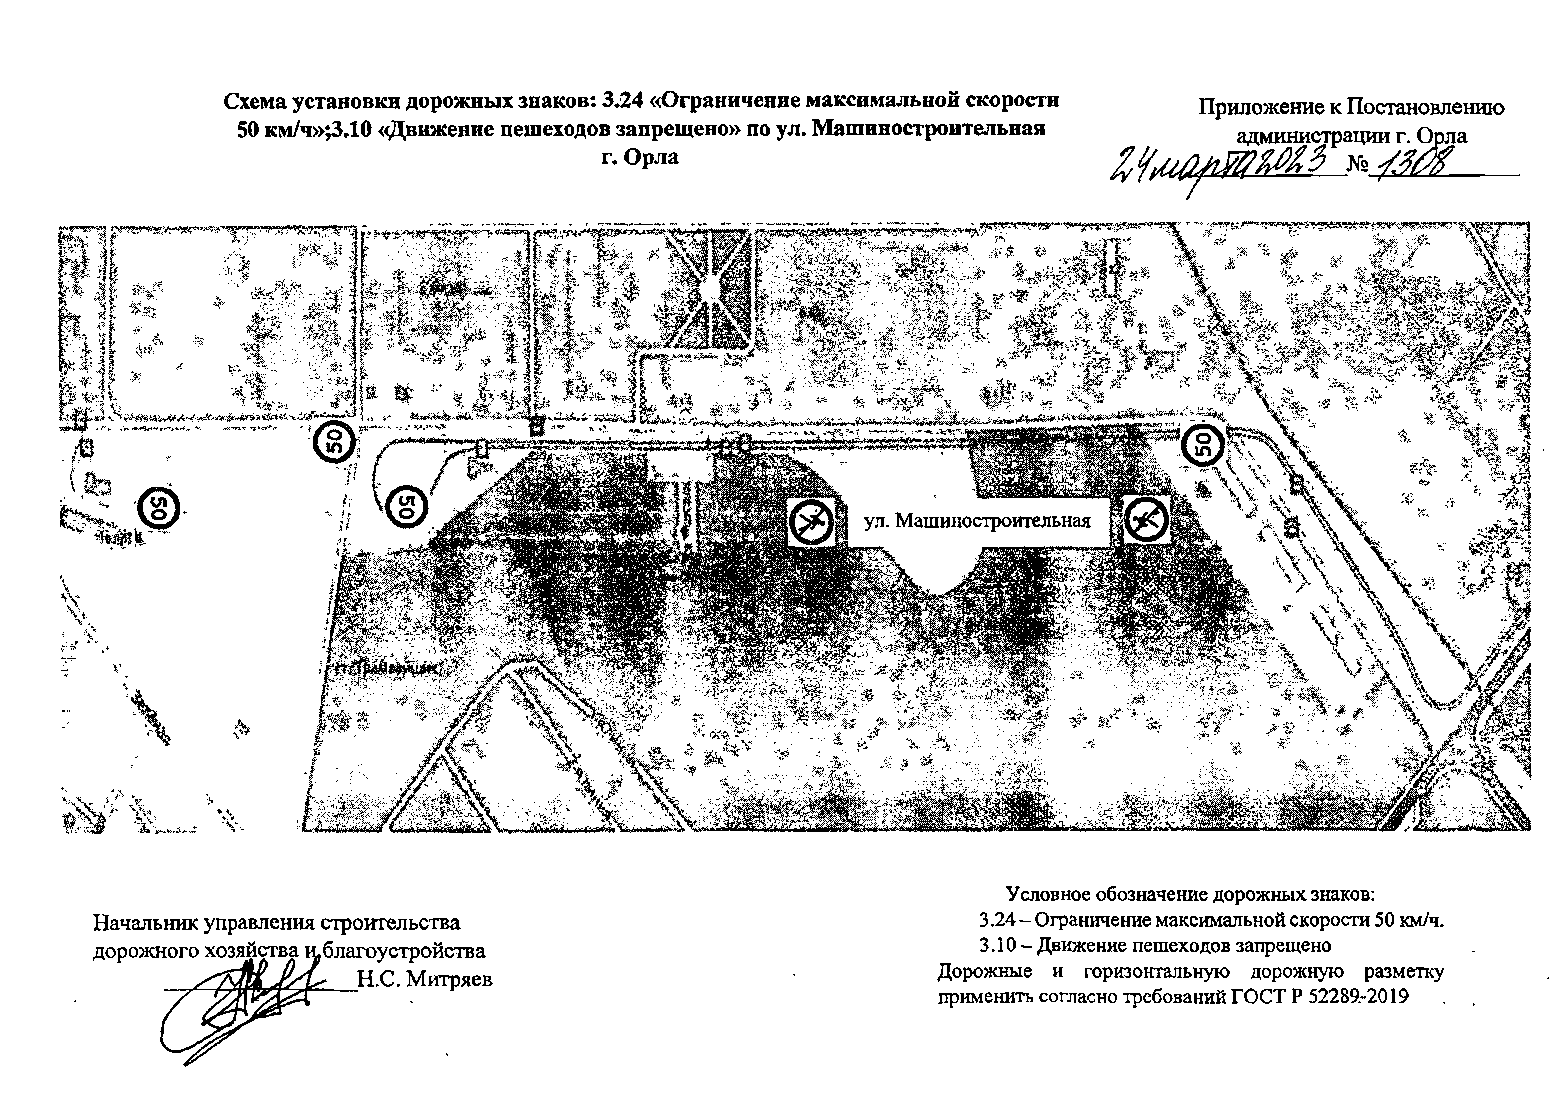 Схема установки дорожных знаков: 3.24 «Ограничение максимальной скорости
50 км/ч»;3.10 «Движение пешеходов запрещено» по ул. Машиностроительная
г. Орла
Приложение к Постановлению
администрации г. Орла
24 марта 2023 № 1308
50
50
50
50
ул. Машиностроительная
Начальник управления строительства
дорожного хозяйства и благоустройства
Н.С. Митряев
Условное обозначение дорожных знаков:
3.24 – Ограничение максимальной скорости 50 км/ч.
3.10 – Движение пешеходов запрещено
Дорожные и горизонтальную дорожную разметку
применить согласно требований ГОСТ Р 52289-2019